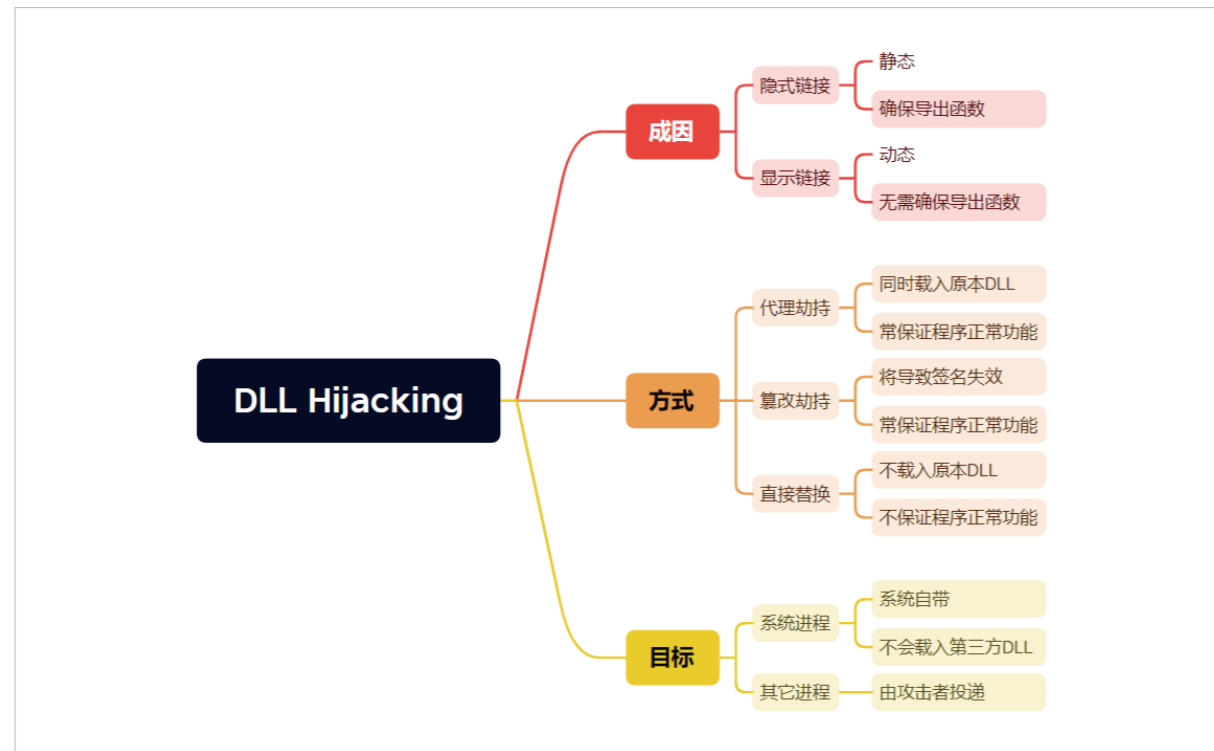 DLL Hijacking
成因
隐式链接
静态
确保导出函数
显示链接
动态
无需确保导出函数
方式
代理劫持
同时载入原本DLL
常保证程序正常功能
篡改劫持
将导致签名失效
常保证程序正常功能
直接替换
不载入原本DLL
不保证程序正常功能
目标
系统进程
系统自带
不会载入第三方DLL
其它进程
由攻击者投递